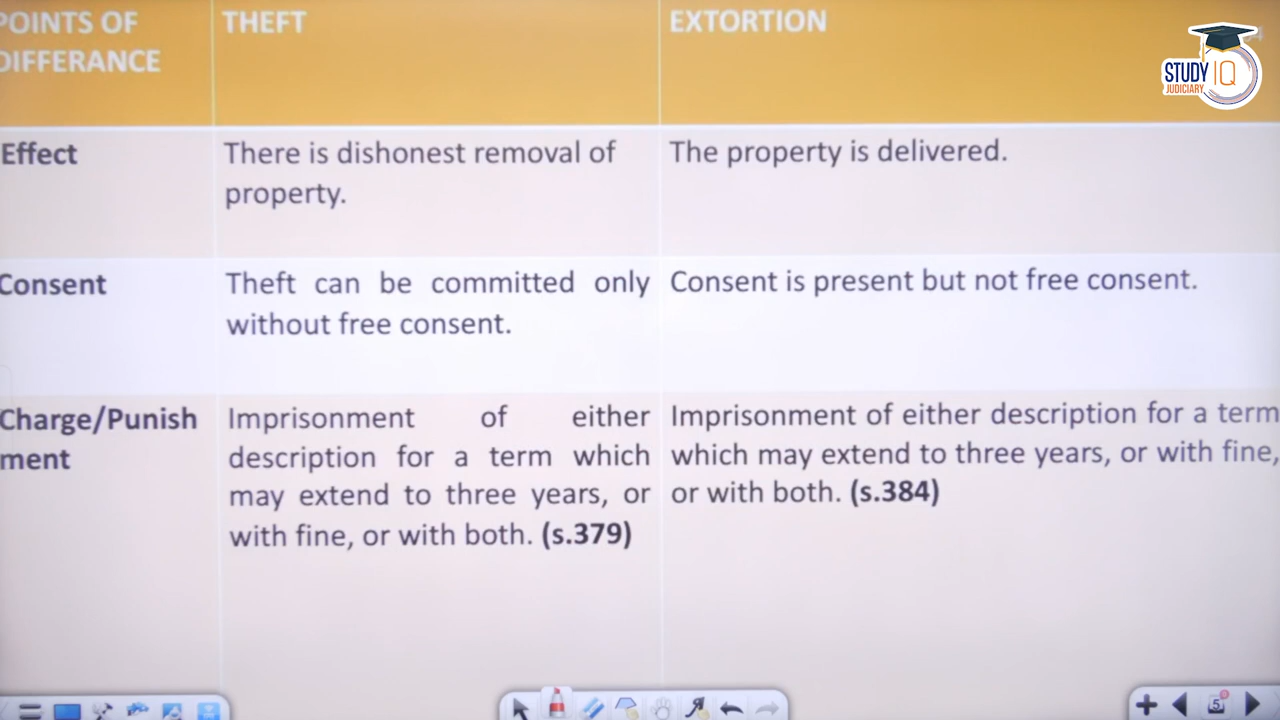 POINTS OF
DIFFERANCE
THEFT
EXTORTION
STUDY IQ
JUDICIARY
Effect
There is dishonest removal of
property.
The property is delivered.
Consent
Theft can be committed only
without free consent.
Consent is present but not free consent.
Charge/Punish
ment
Imprisonment of either
description for a term which
may extend to three years, or
with fine, or with both. (s.379)
Imprisonment of either description for a term
which may extend to three years, or with fine,
or with both. (s.384)
5